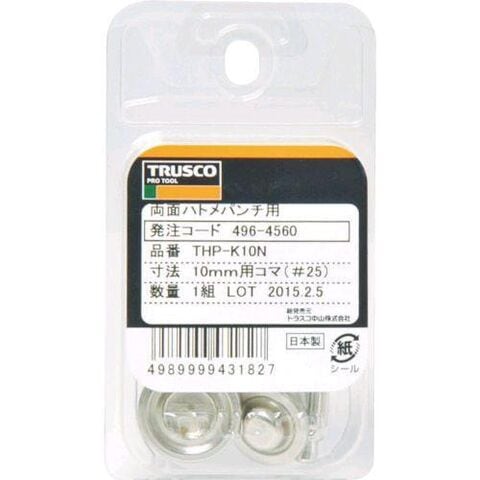 TRUSCO
PRO TOOL
両面ハトメパンチ用
発注コード 496-4560
品番 THP-K10N
寸法 10mm用コマ(#25)
数量 1組 LOT 2015.2.5
総発売元
トラスコ中山株式会社
日本製
紙
シール
4989999431827